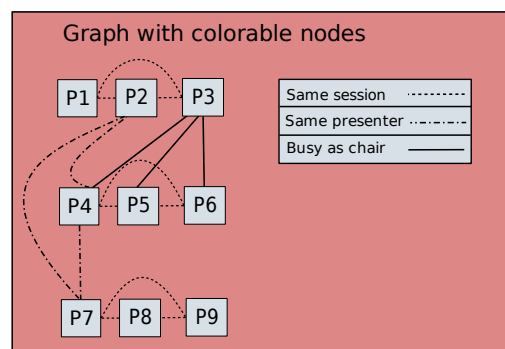 Graph with colorable nodes
P1 P2 P3
Same session
Same presenter
Busy as chair
P4 P5 P6
P7 P8 P9